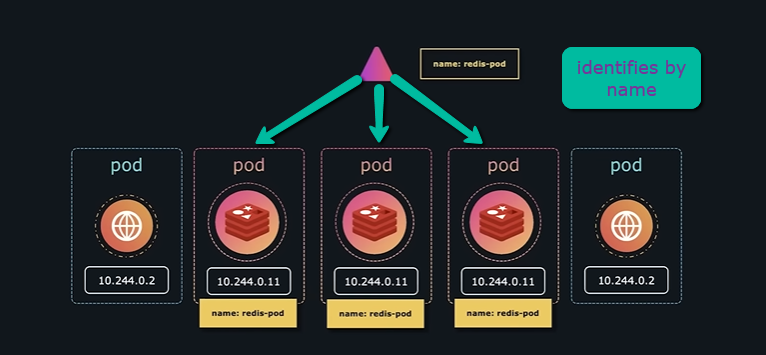 name: redis-pod
identifies by
name
pod
pod
pod
pod
pod
10.244.0.2
10.244.0.11
10.244.0.11
10.244.0.11
10.244.0.2
name: redis-pod
name: redis-pod
name: redis-pod